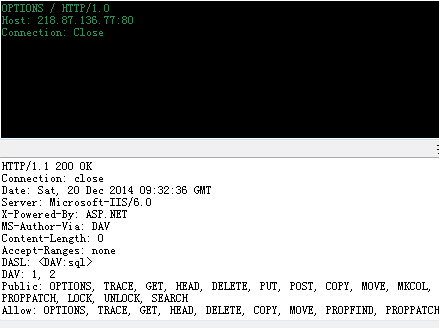 OPTIONS / HTTP/1.0
Host: 218.87.136.77:80
Connection: Close
HTTP/1.1 200 OK
Connection: close
Date: Sat, 20 Dec 2014 09:32:36 GMT
Server: Microsoft-IIS/6.0
X-Powered-By: ASP.NET
MS-Author-Via: DAV
Content-Length: 0
Accept-Ranges: none
DASL: <DAV:sql>
DAV: 1, 2
Public: OPTIONS, TRACE, GET, HEAD, DELETE, PUT, POST, COPY, MOVE, MKCOL,
PROPPATCH, LOCK, UNLOCK, SEARCH
Allow: OPTIONS, TRACE, GET, HEAD, DELETE, COPY, MOVE, PROPFIND, PROPPATCH